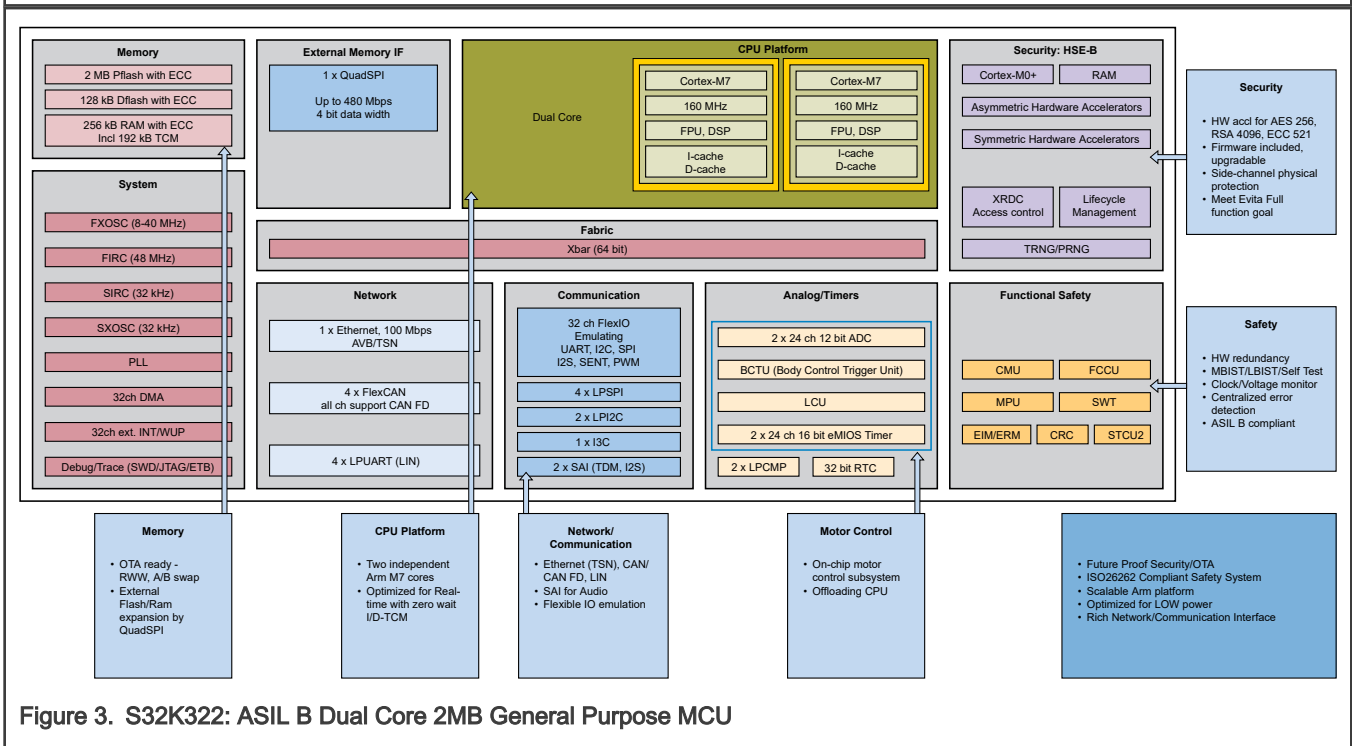 Memory
2 MB Pflash with ECC
128 kB Dflash with ECC
256 kB RAM with ECC
Incl 192 kB TCM
External Memory IF
1 x QuadSPI
Up to 480 Mbps
4 bit data width
CPU Platform
Dual Core
Cortex-M7
160 MHz
FPU, DSP
I-cache
D-cache
Cortex-M7
160 MHz
FPU, DSP
I-cache
D-cache
Security: HSE-B
Cortex-M0+
RAM
Asymmetric Hardware Accelerators
Symmetric Hardware Accelerators
XRDC
Access control
Lifecycle
Management
TRNG/PRNG
Security
• HW accl for AES 256,
RSA 4096, ECC 521
• Firmware included,
upgradable
• Side-channel physical
protection
• Meet Evita Full
function goal
System
FXOSC (8-40 MHz)
FIRC (48 MHz)
SIRC (32 kHz)
SXOSC (32 kHz)
PLL
32ch DMA
32ch ext. INT/WUP
Debug/Trace (SWD/JTAG/ETB)
Fabric
Xbar (64 bit)
Network
1 x Ethernet, 100 Mbps
AVB/TSN
4 x FlexCAN
all ch support CAN FD
4 x LPUART (LIN)
Communication
32 ch FlexIO
Emulating
UART, I2C, SPI
I2S, SENT, PWM
4 x LPSPI
2 x LPI2C
1 x I3C
2 x SAI (TDM, I2S)
Analog/Timers
2 x 24 ch 12 bit ADC
BCTU (Body Control Trigger Unit)
LCU
2 x 24 ch 16 bit eMIOS Timer
2 x LPCMP
32 bit RTC
Functional Safety
CMU
FCCU
MPU
SWT
EIM/ERM
CRC
STCU2
Safety
• HW redundancy
• MBIST/LBIST/Self Test
• Clock/Voltage monitor
• Centralized error
detection
• ASIL B compliant
Memory
• OTA ready -
RWW, A/B swap
• External
Flash/Ram
expansion by
QuadSPI
CPU Platform
• Two independent
Arm M7 cores
• Optimized for Real-
time with zero wait
I/D-TCM
Network/
Communication
• Ethernet (TSN), CAN/
CAN FD, LIN
• SAI for Audio
• Flexible IO emulation
Motor Control
• On-chip motor
control subsystem
• Offloading CPU
• Future Proof Security/OTA
• ISO26262 Compliant Safety System
• Scalable Arm platform
• Optimized for LOW power
• Rich Network/Communication Interface
Figure 3. S32K322: ASIL B Dual Core 2MB General Purpose MCU